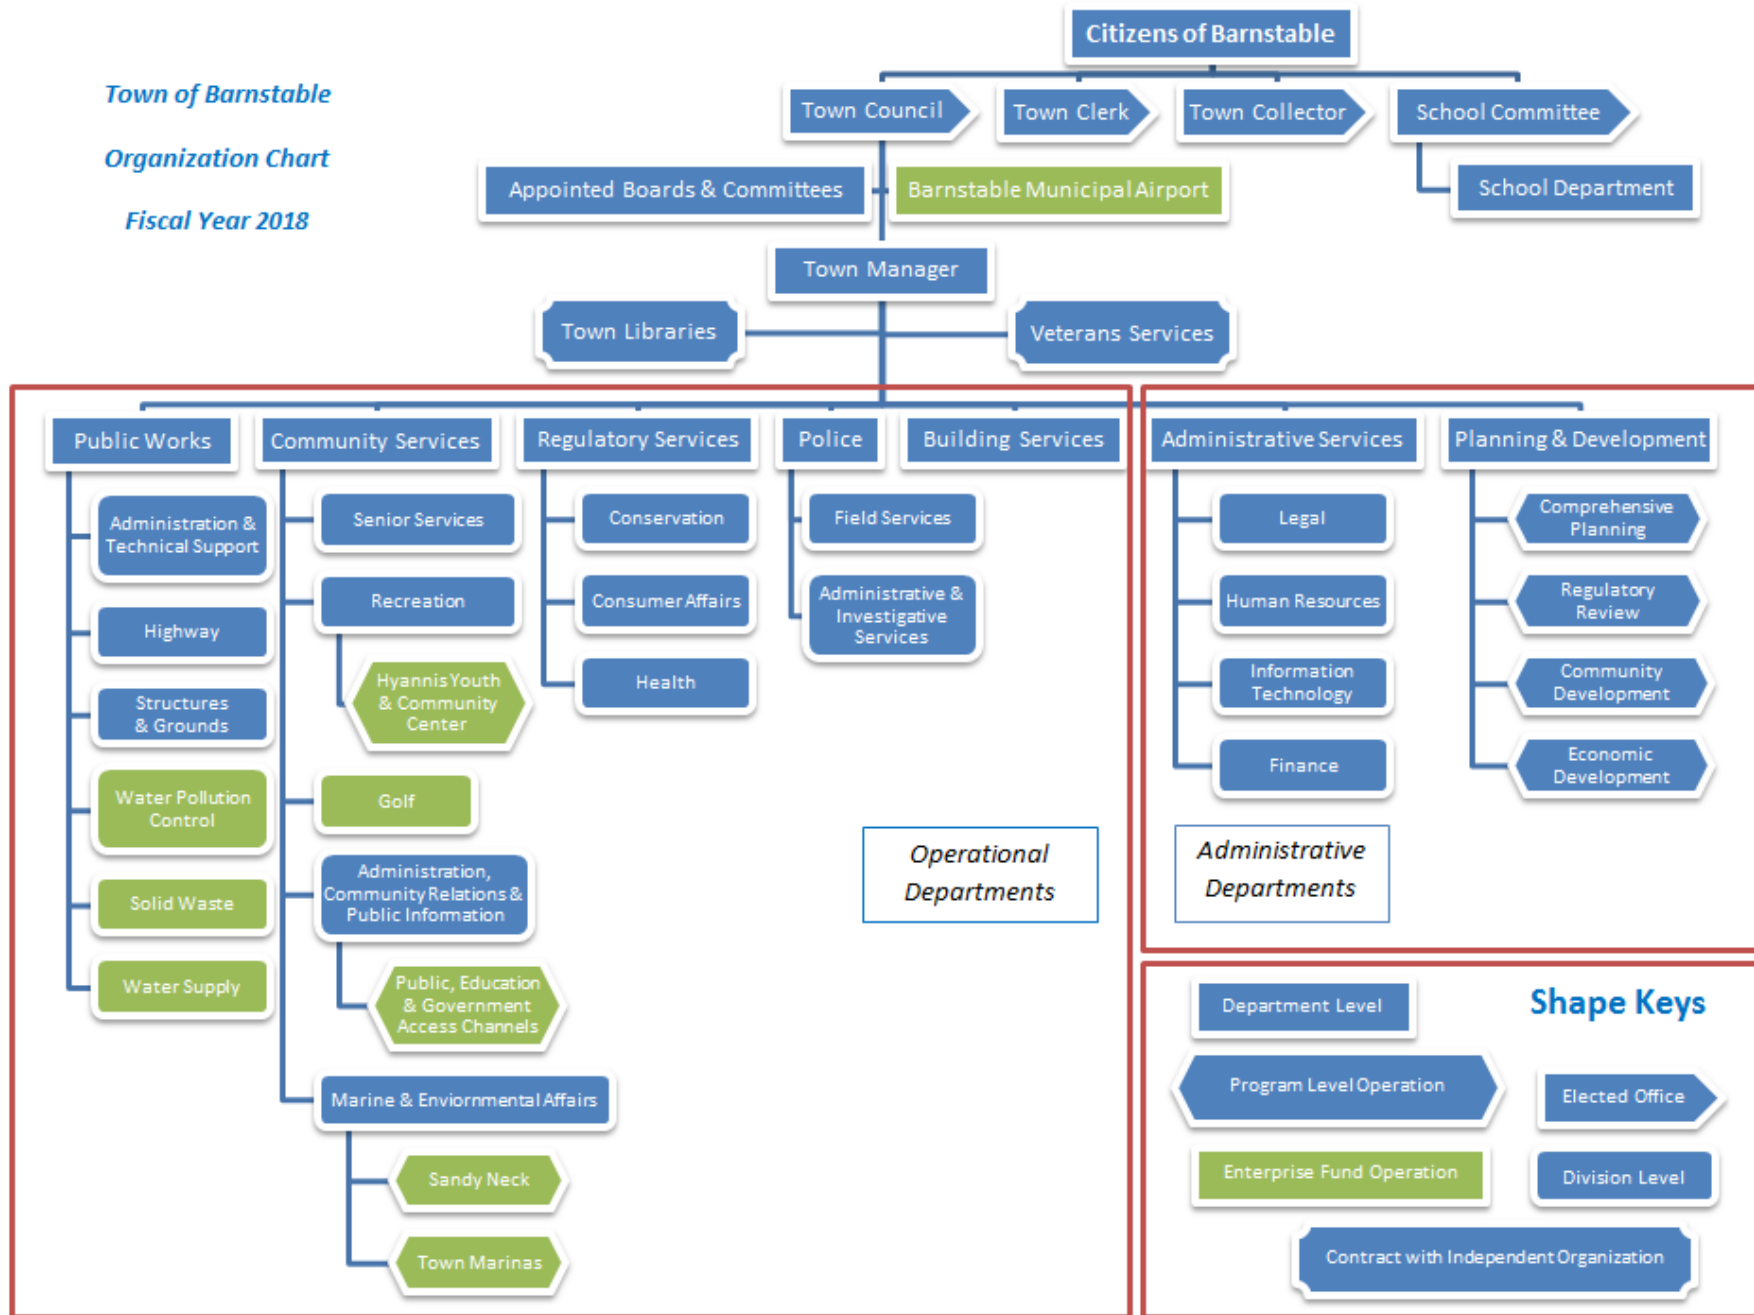 Citizens of Barnstable
Town of Barnstable
Organization Chart
Fiscal Year 2018
Town Council
Town Clerk
Town Collector
School Committee
Appointed Boards & Committees
Barnstable Municipal Airport
School Department
Town Manager
Town Libraries
Veterans Services
Public Works
Community Services
Regulatory Services
Police
Building Services
Administrative Services
Planning & Development
Administration &
Technical Support
Highway
Structures
& Grounds
Water Pollution
Control
Solid Waste
Water Supply
Senior Services
Recreation
Hyannis Youth
& Community
Center
Golf
Administration,
Community Relations &
Public Information
Public, Education
& Government
Access Channels
Marine & Enviornmental Affairs
Sandy Neck
Town Marinas
Conservation
Consumer Affairs
Health
Field Services
Administrative &
Investigative
Services
Operational
Departments
Legal
Human Resources
Information
Technology
Finance
Comprehensive
Planning
Regulatory
Review
Community
Development
Economic
Development
Administrative
Departments
Shape Keys
Department Level
Program Level Operation
Elected Office
Enterprise Fund Operation
Division Level
Contract with Independent Organization